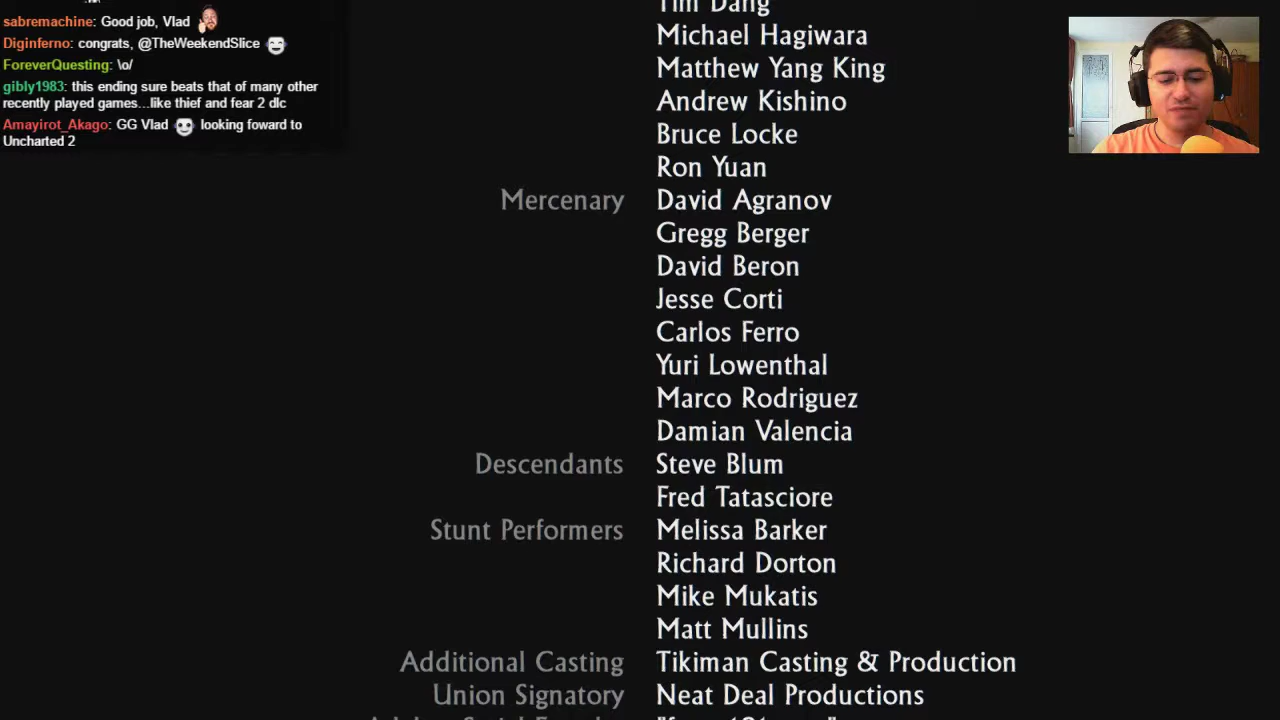 sabremachine: Good job, Vlad
Diginferno: congrats, @TheWeekendSlice
ForeverQuesting: \o/
gibly1983: this ending sure beats that of many other
recently played games...like thief and fear 2 dlc
Amayirot_Akago: GG Vlad looking foward to
Uncharted 2
Tim Dang
Michael Hagiwara
Matthew Yang King
Andrew Kishino
Bruce Locke
Ron Yuan
Mercenary David Agranov
Gregg Berger
David Beron
Jesse Corti
Carlos Ferro
Yuri Lowenthal
Marco Rodriguez
Damian Valencia
Descendants Steve Blum
Fred Tatasciore
Stunt Performers Melissa Barker
Richard Dorton
Mike Mukatis
Matt Mullins
Additional Casting Tikiman Casting & Production
Union Signatory Neat Deal Productions